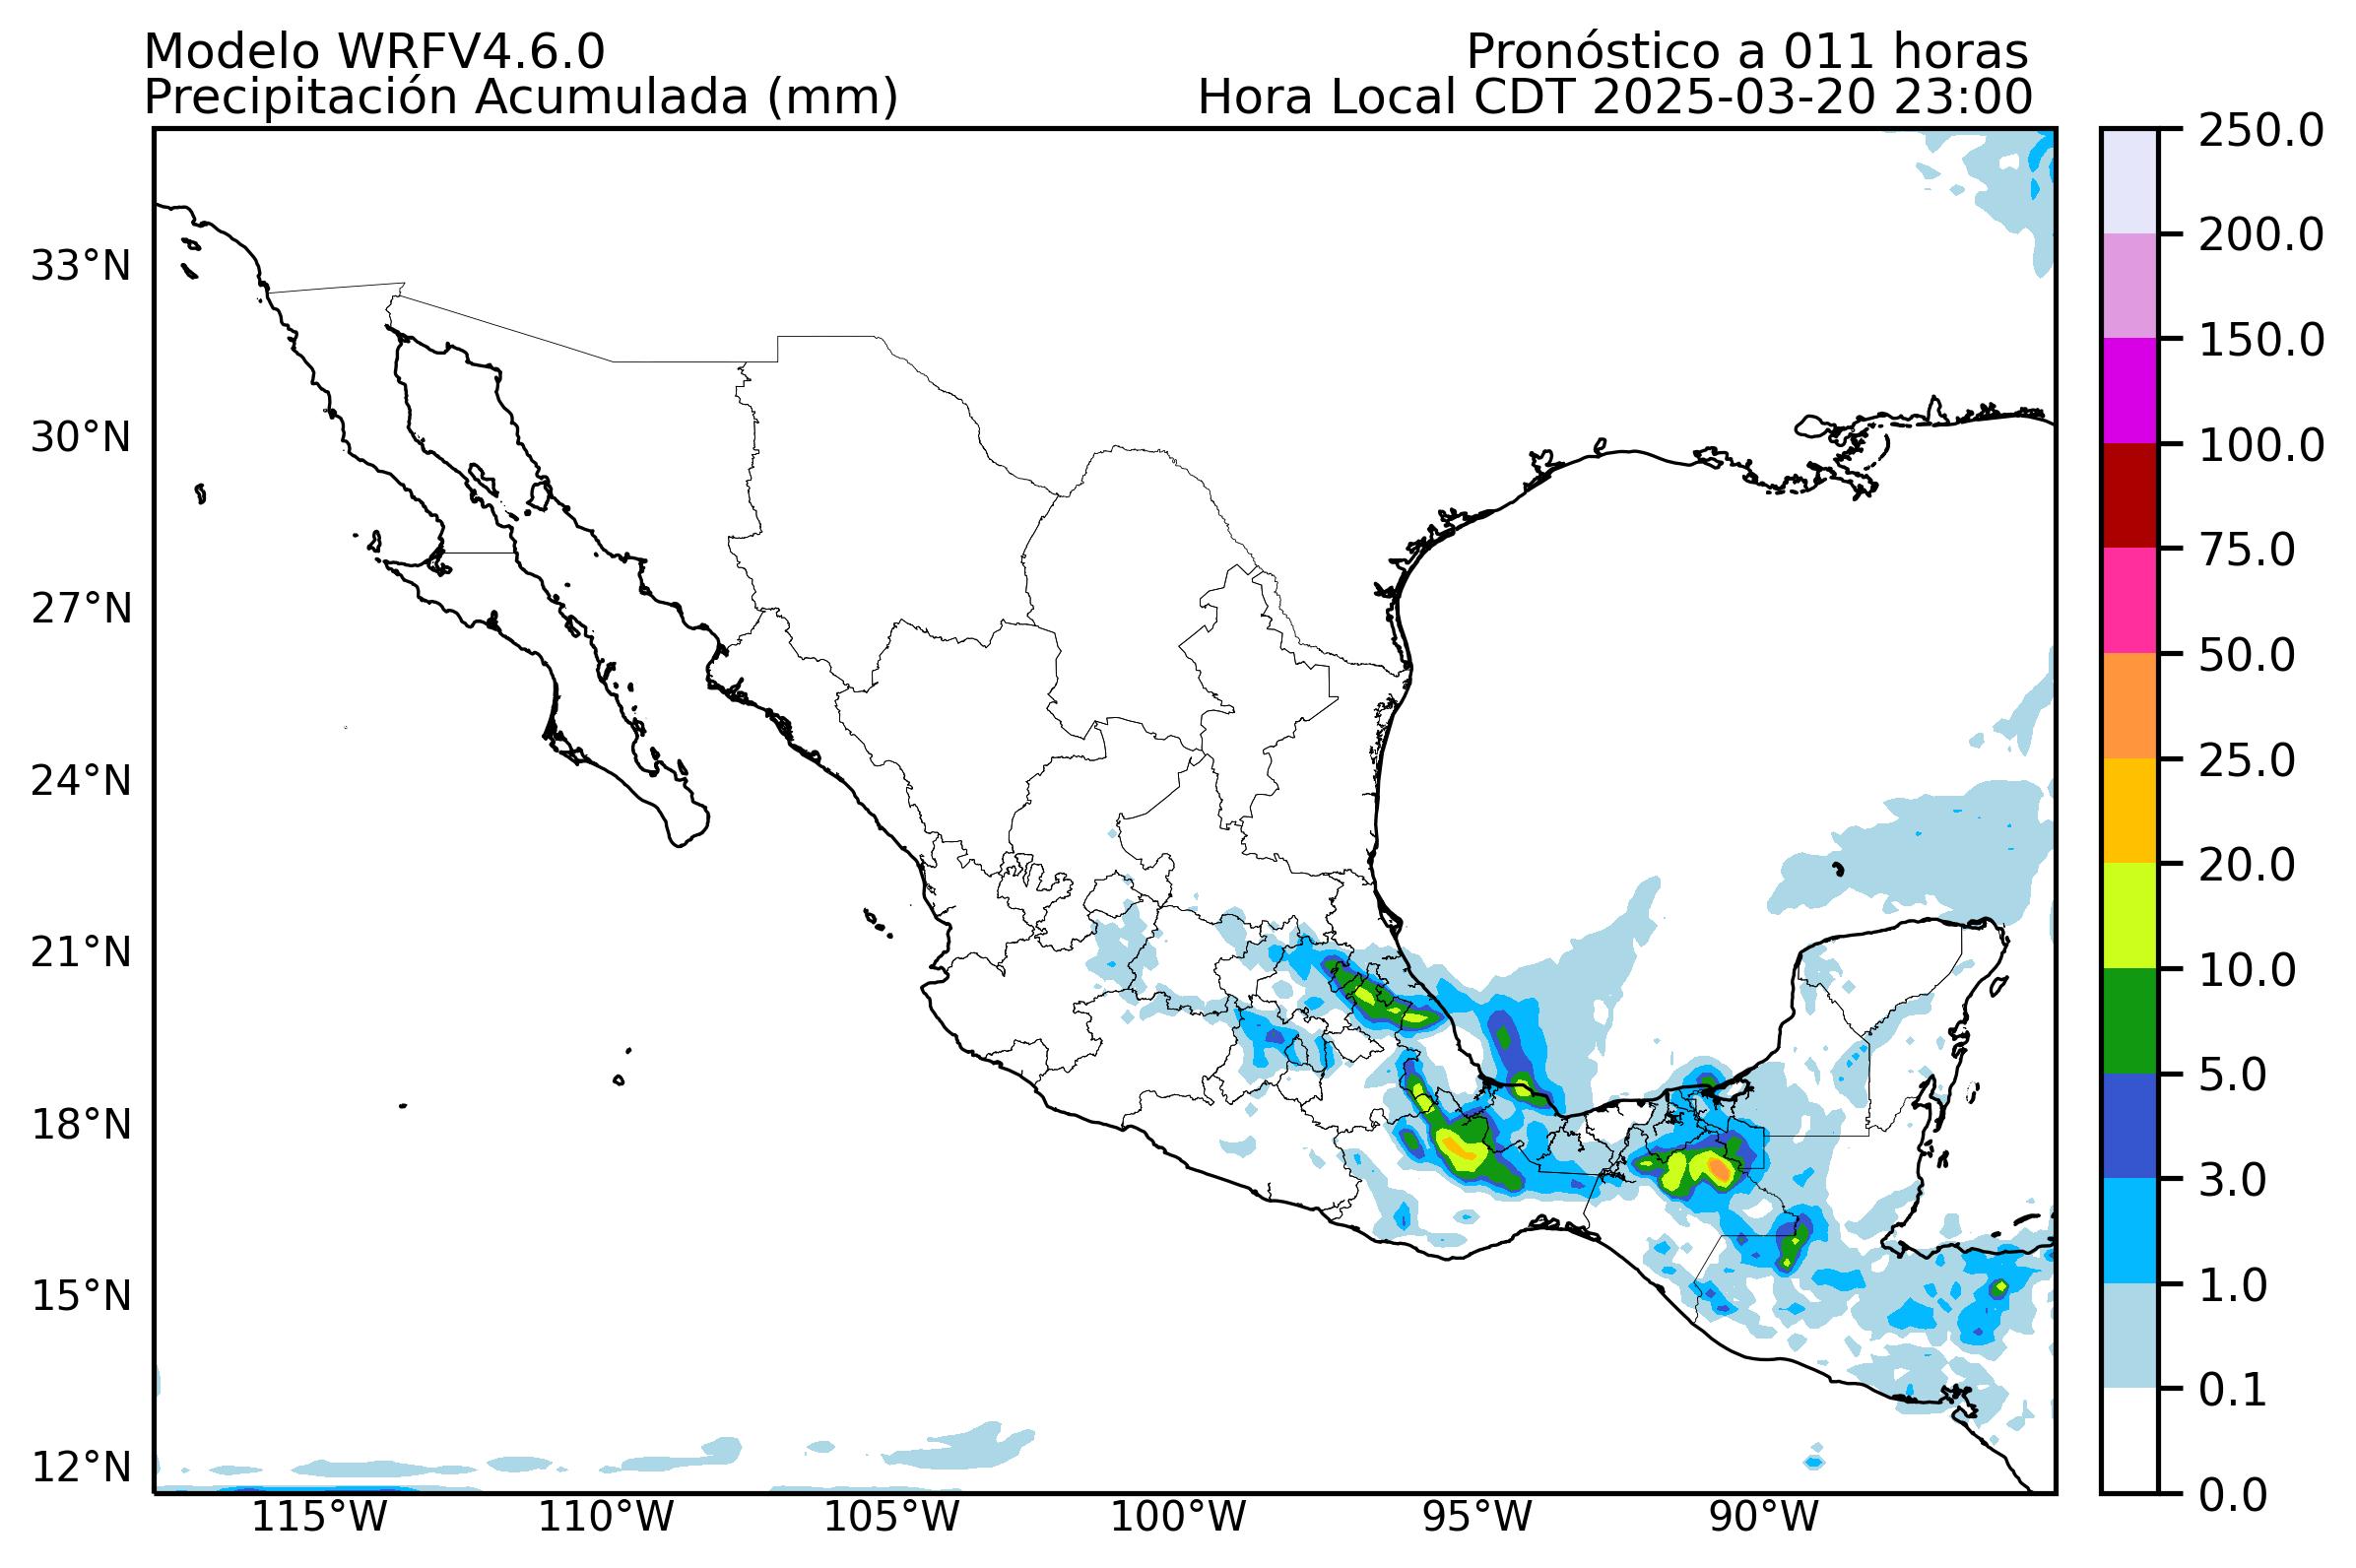 Modelo WRFV4.6.0
Pronóstico a 011 horas
Precipitación Acumulada (mm)
Hora Local CDT 2025-03-20 23:00
33°N
30°N
27°N
24°N
21°N
18°N
15°N
12°N
115°W
110°W
105°W
100°W
95°W
90°W
250.0
200.0
150.0
100.0
75.0
50.0
25.0
20.0
10.0
5.0
3.0
1.0
0.1
0.0